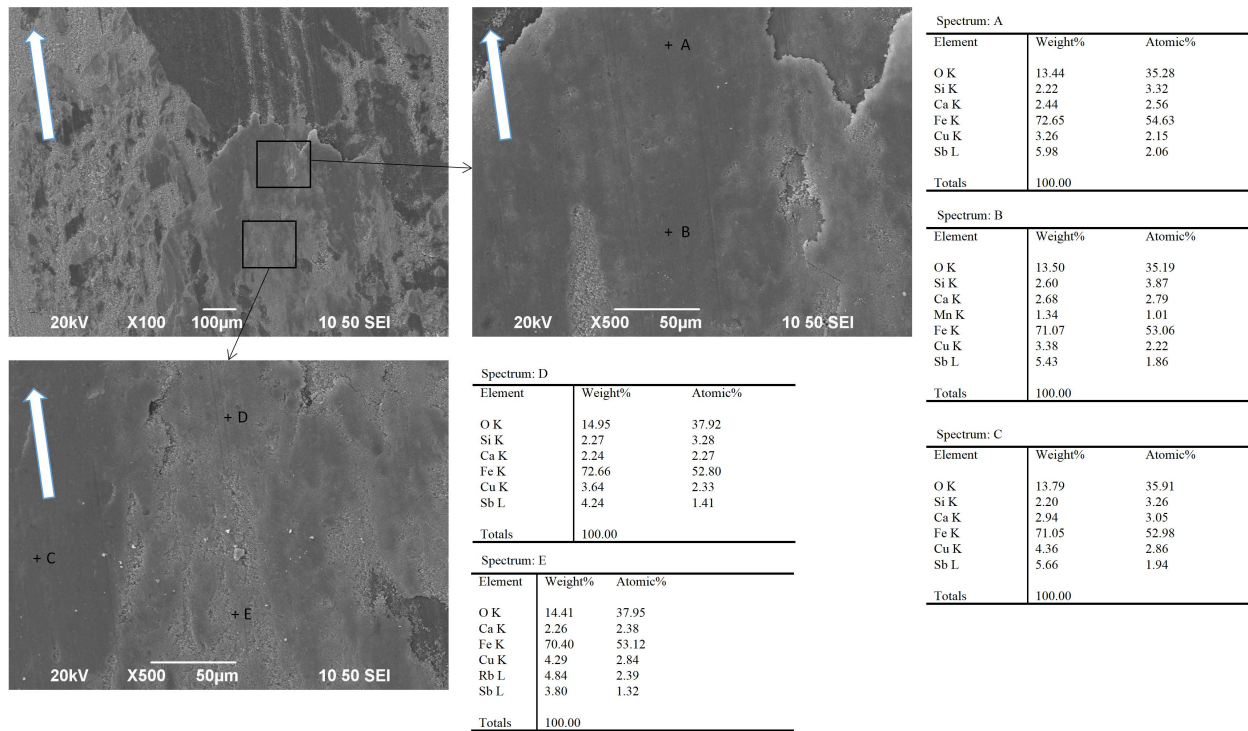 + A
+ B
20kV X100 100µm 10 50 SEI
20kV X500 50µm 10 50 SEI
Spectrum: A
Element Weight% Atomic%
O K 13.44 35.28
Si K 2.22 3.32
Ca K 2.44 2.56
Fe K 72.65 54.63
Cu K 3.26 2.15
Sb L 5.98 2.06
Totals 100.00
Spectrum: B
Element Weight% Atomic%
O K 13.50 35.19
Si K 2.60 3.87
Ca K 2.68 2.79
Mn K 1.34 1.01
Fe K 71.07 53.06
Cu K 3.38 2.22
Sb L 5.43 1.86
Totals 100.00
+ D
+ C
+ E
20kV X500 50µm 10 50 SEI
Spectrum: D
Element Weight% Atomic%
O K 14.95 37.92
Si K 2.27 3.28
Ca K 2.24 2.27
Fe K 72.66 52.80
Cu K 3.64 2.33
Sb L 4.24 1.41
Totals 100.00
Spectrum: E
Element Weight% Atomic%
O K 14.41 37.95
Ca K 2.26 2.38
Fe K 70.40 53.12
Cu K 4.29 2.84
Rb L 4.84 2.39
Sb L 3.80 1.32
Totals 100.00
Spectrum: C
Element Weight% Atomic%
O K 13.79 35.91
Si K 2.20 3.26
Ca K 2.94 3.05
Fe K 71.05 52.98
Cu K 4.36 2.86
Sb L 5.66 1.94
Totals 100.00